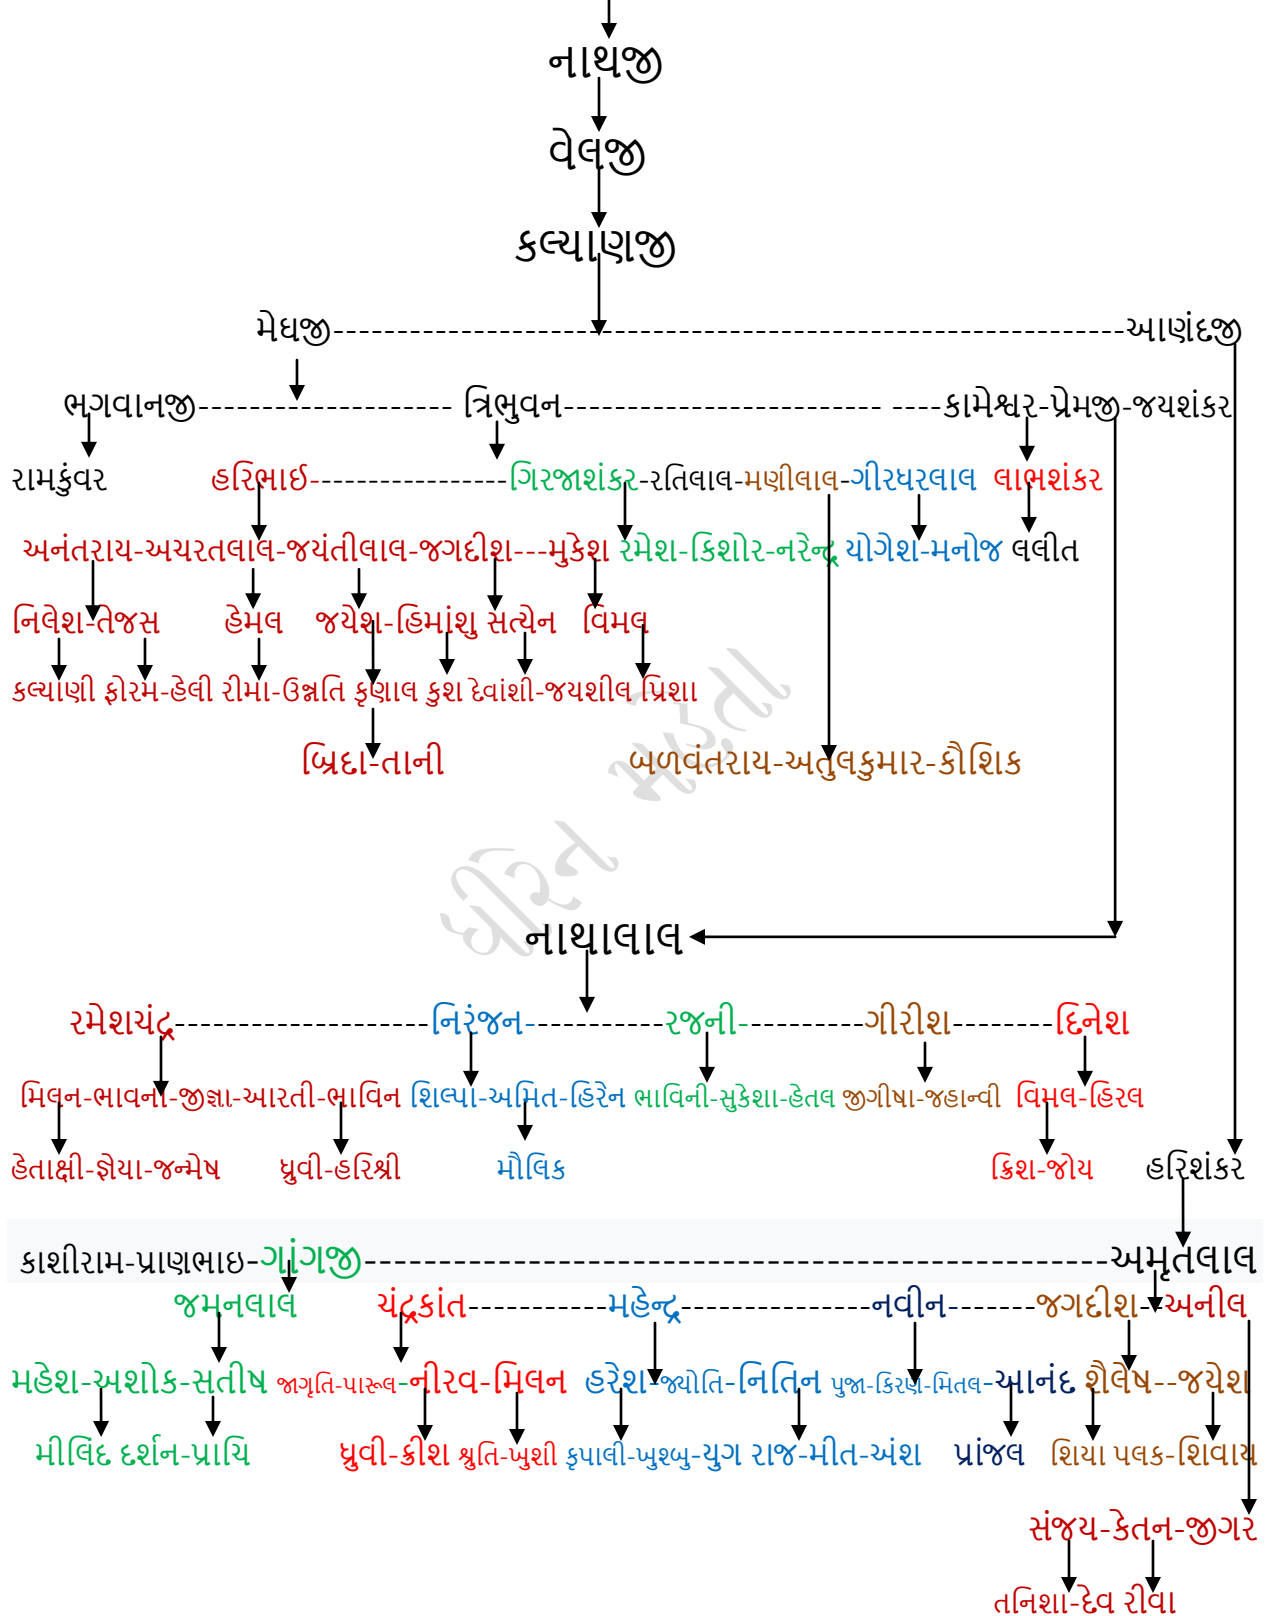 નાથજી
વેલજી
કલ્યાણજી
મેઘજી-------------------------------------------------------------આણંદજી
ભગવાનજી-------------------- ત્રિભુવન------------------------- ----કામેશ્વર-પ્રેમજી-જયશંકર
રામકુંવર હરિભાઈ----------------ગિરજાશંકર-રતિલાલ-મણીલાલ-ગીરધરલાલ લાભશંકર
અનંતરાય-અચરતલાલ-જયંતીલાલ-જગદીશ---મુકેશ રમેશ-કિશોર-નરેન્દ્ર યોગેશ-મનોજ લલીત
નિલેશ-તેજસ હેમલ જયેશ-હિમાંશુ સત્યેન વિમલ
કલ્યાણી ફોરમ-હેલી રીમા-ઉન્નતિ કૃણાલ કુશ દેવાંશી-જયશીલ પ્રિશા
બ્રિદા-તાની બળવંતરાય-અતુલકુમાર-કૌશિક
ધીરેન મહેતા
નાથાલાલ
રમેશચંદ્ર--------------------નિરંજન-----------રજની----------ગીરીશ--------દિનેશ
મિલન-ભાવના-જીજ્ઞા-આરતી-ભાવિન શિલ્પા-અમિત-હિરેન ભાવિની-સુકેશા-હેતલ જીગીષા-જહાન્વી વિમલ-હિરલ
હેતાક્ષી-જ્ઞેયા-જન્મેષ ધ્રુવી-હરિશ્રી મૌલિક ક્રિશ-જોય હરિશંકર
કાશીરામ-પ્રાણભાઇ-ગાંગજી--------------------------------------------------અમૃતલાલ
જમનલાલ ચંદ્રકાંત-----------મહેન્દ્ર---------------નવીન-------જગદીશ--અનીલ
મહેશ-અશોક-સતીષ જાગૃતિ-પારૂલ-નીરવ-મિલન હરેશ-જ્યોતિ-નિતિન પુજા-કિરણ-મિતલ-આનંદ શૈલેષ--જયેશ
મીલિંદ દર્શન-પ્રાચિ ધ્રુવી-ક્રીશ શ્રુતિ-ખુશી કૃપાલી-ખુશ્બુ-યુગ રાજ-મીત-અંશ પ્રાંજલ શિયા પલક-શિવાય
સંજય-કેતન-જીગર
તનિશા-દેવ રીવા